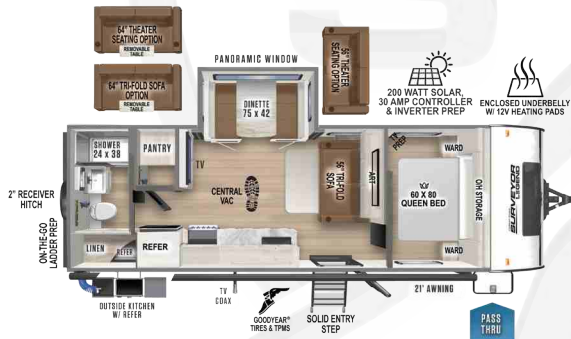 64" THEATER
SEATING OPTION
REMOVABLE
TABLE
64" TRI-FOLD SOFA
OPTION
REMOVABLE
TABLE
PANORAMIC WINDOW
56" THEATER
SEATING OPTION
200 WATT SOLAR,
30 AMP CONTROLLER
& INVERTER PREP
ENCLOSED UNDERBELLY
W/ 12V HEATING PADS
DINETTE
75 x 42
SHOWER
24 x 38
PANTRY
TV
TV
PREP
WARD
2" RECEIVER
HITCH
CENTRAL
VAC
56" TRI-FOLD
SOFA
ART
60 X 80
QUEEN BED
OH STORAGE
ON-THE-GO
LADDER PREP
LINEN
REFER
REFER
WARD
OUTSIDE KITCHEN
W/ REFER
TV
COAX
GOODYEAR®
TIRES & TPMS
SOLID ENTRY
STEP
21' AWNING
PASS
THRU